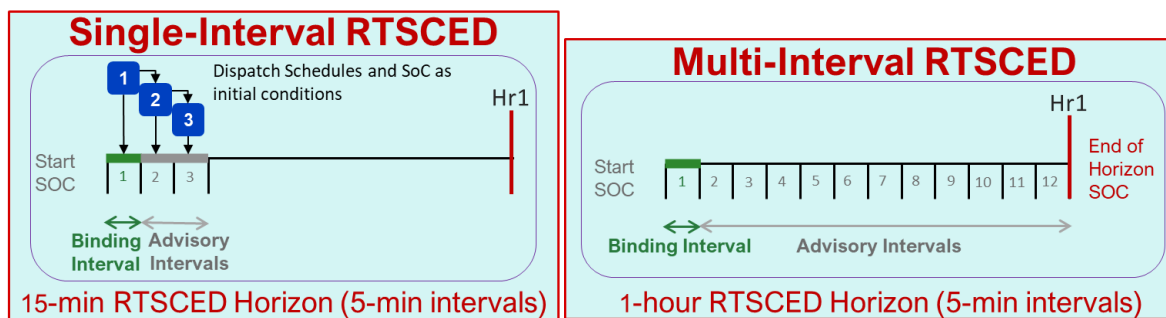 Single-Interval RTSCED
1
2
3
Dispatch Schedules and SoC as
initial conditions
Hr1
Start
SOC
1 2 3
Binding
Interval
Advisory
Intervals
15-min RTSCED Horizon (5-min intervals)
Multi-Interval RTSCED
Hr1
Start
SOC
1 2 3 4 5 6 7 8 9 10 11 12
End of
Horizon
SOC
Binding Interval
Advisory Intervals
1-hour RTSCED Horizon (5-min intervals)